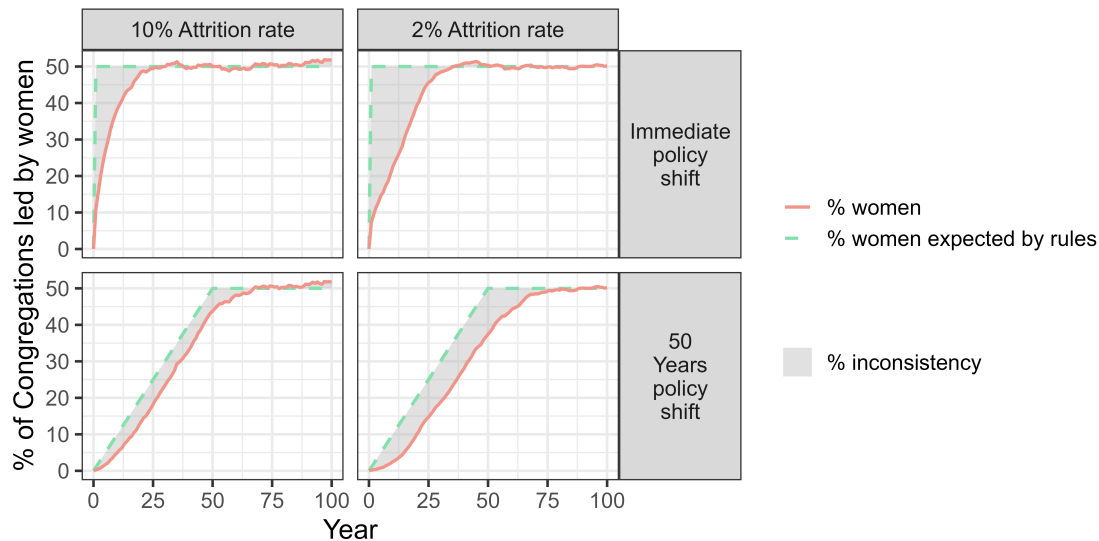 10% Attrition rate
2% Attrition rate
% of Congregations led by women
50
40
30
20
10
0
Immediate
policy
shift
50
40
30
20
10
0
50
Years
policy
shift
0 25 50 75 100
0 25 50 75 100
Year
% women
% women expected by rules
% inconsistency